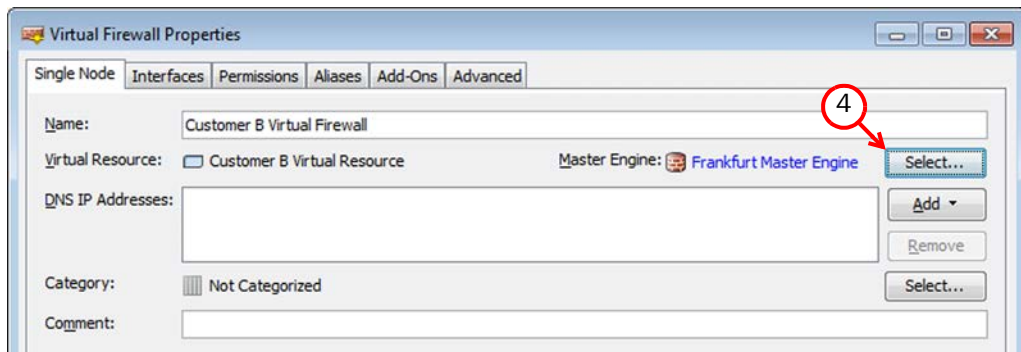 Virtual Firewall Properties
Single Node Interfaces Permissions Aliases Add-Ons Advanced
4
Name: Customer B Virtual Firewall
Virtual Resource: Customer B Virtual Resource Master Engine: Frankfurt Master Engine Select...
DNS IP Addresses: Add
Remove
Category: Not Categorized Select...
Comment: